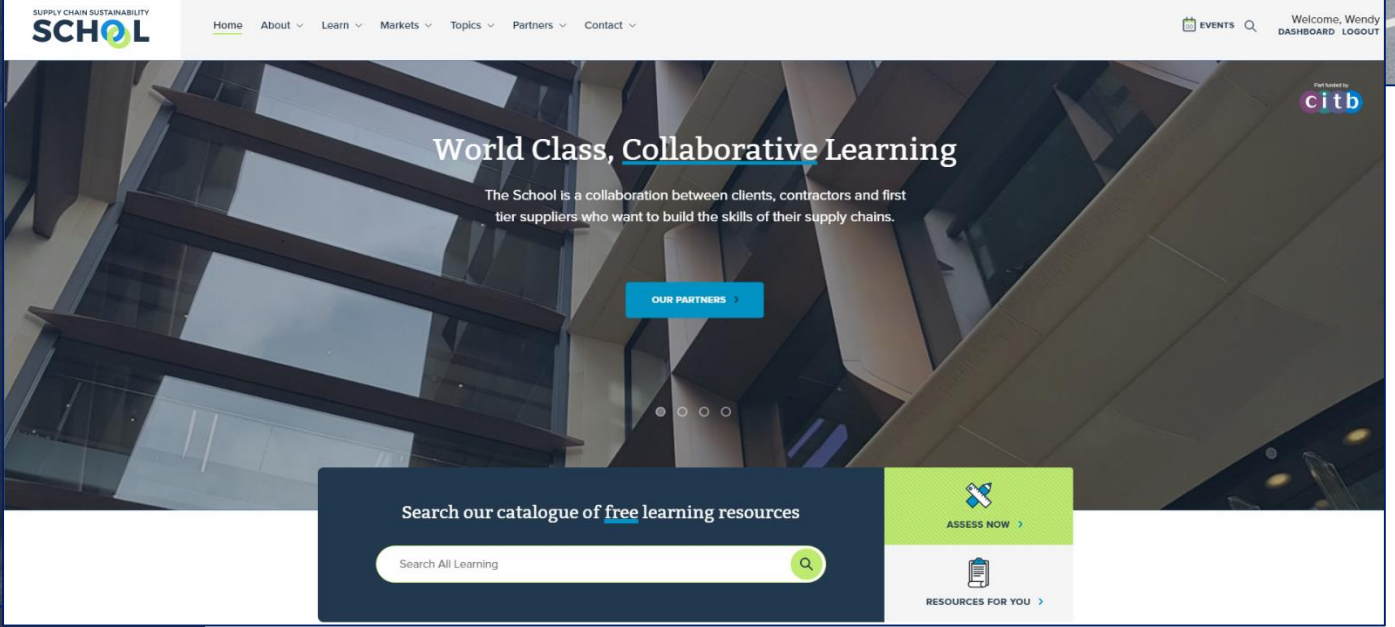 SUPPLY CHAIN SUSTAINABILITY
SCHOOL
Home About Learn Markets Topics Partners Contact
EVENTS
Welcome, Wendy
DASHBOARD LOGOUT
Part funded by
citb
World Class, Collaborative Learning
The School is a collaboration between clients, contractors and first
tier suppliers who want to build the skills of their supply chains.
OUR PARTNERS
Search our catalogue of free learning resources
Search All Learning
ASSESS NOW
RESOURCES FOR YOU